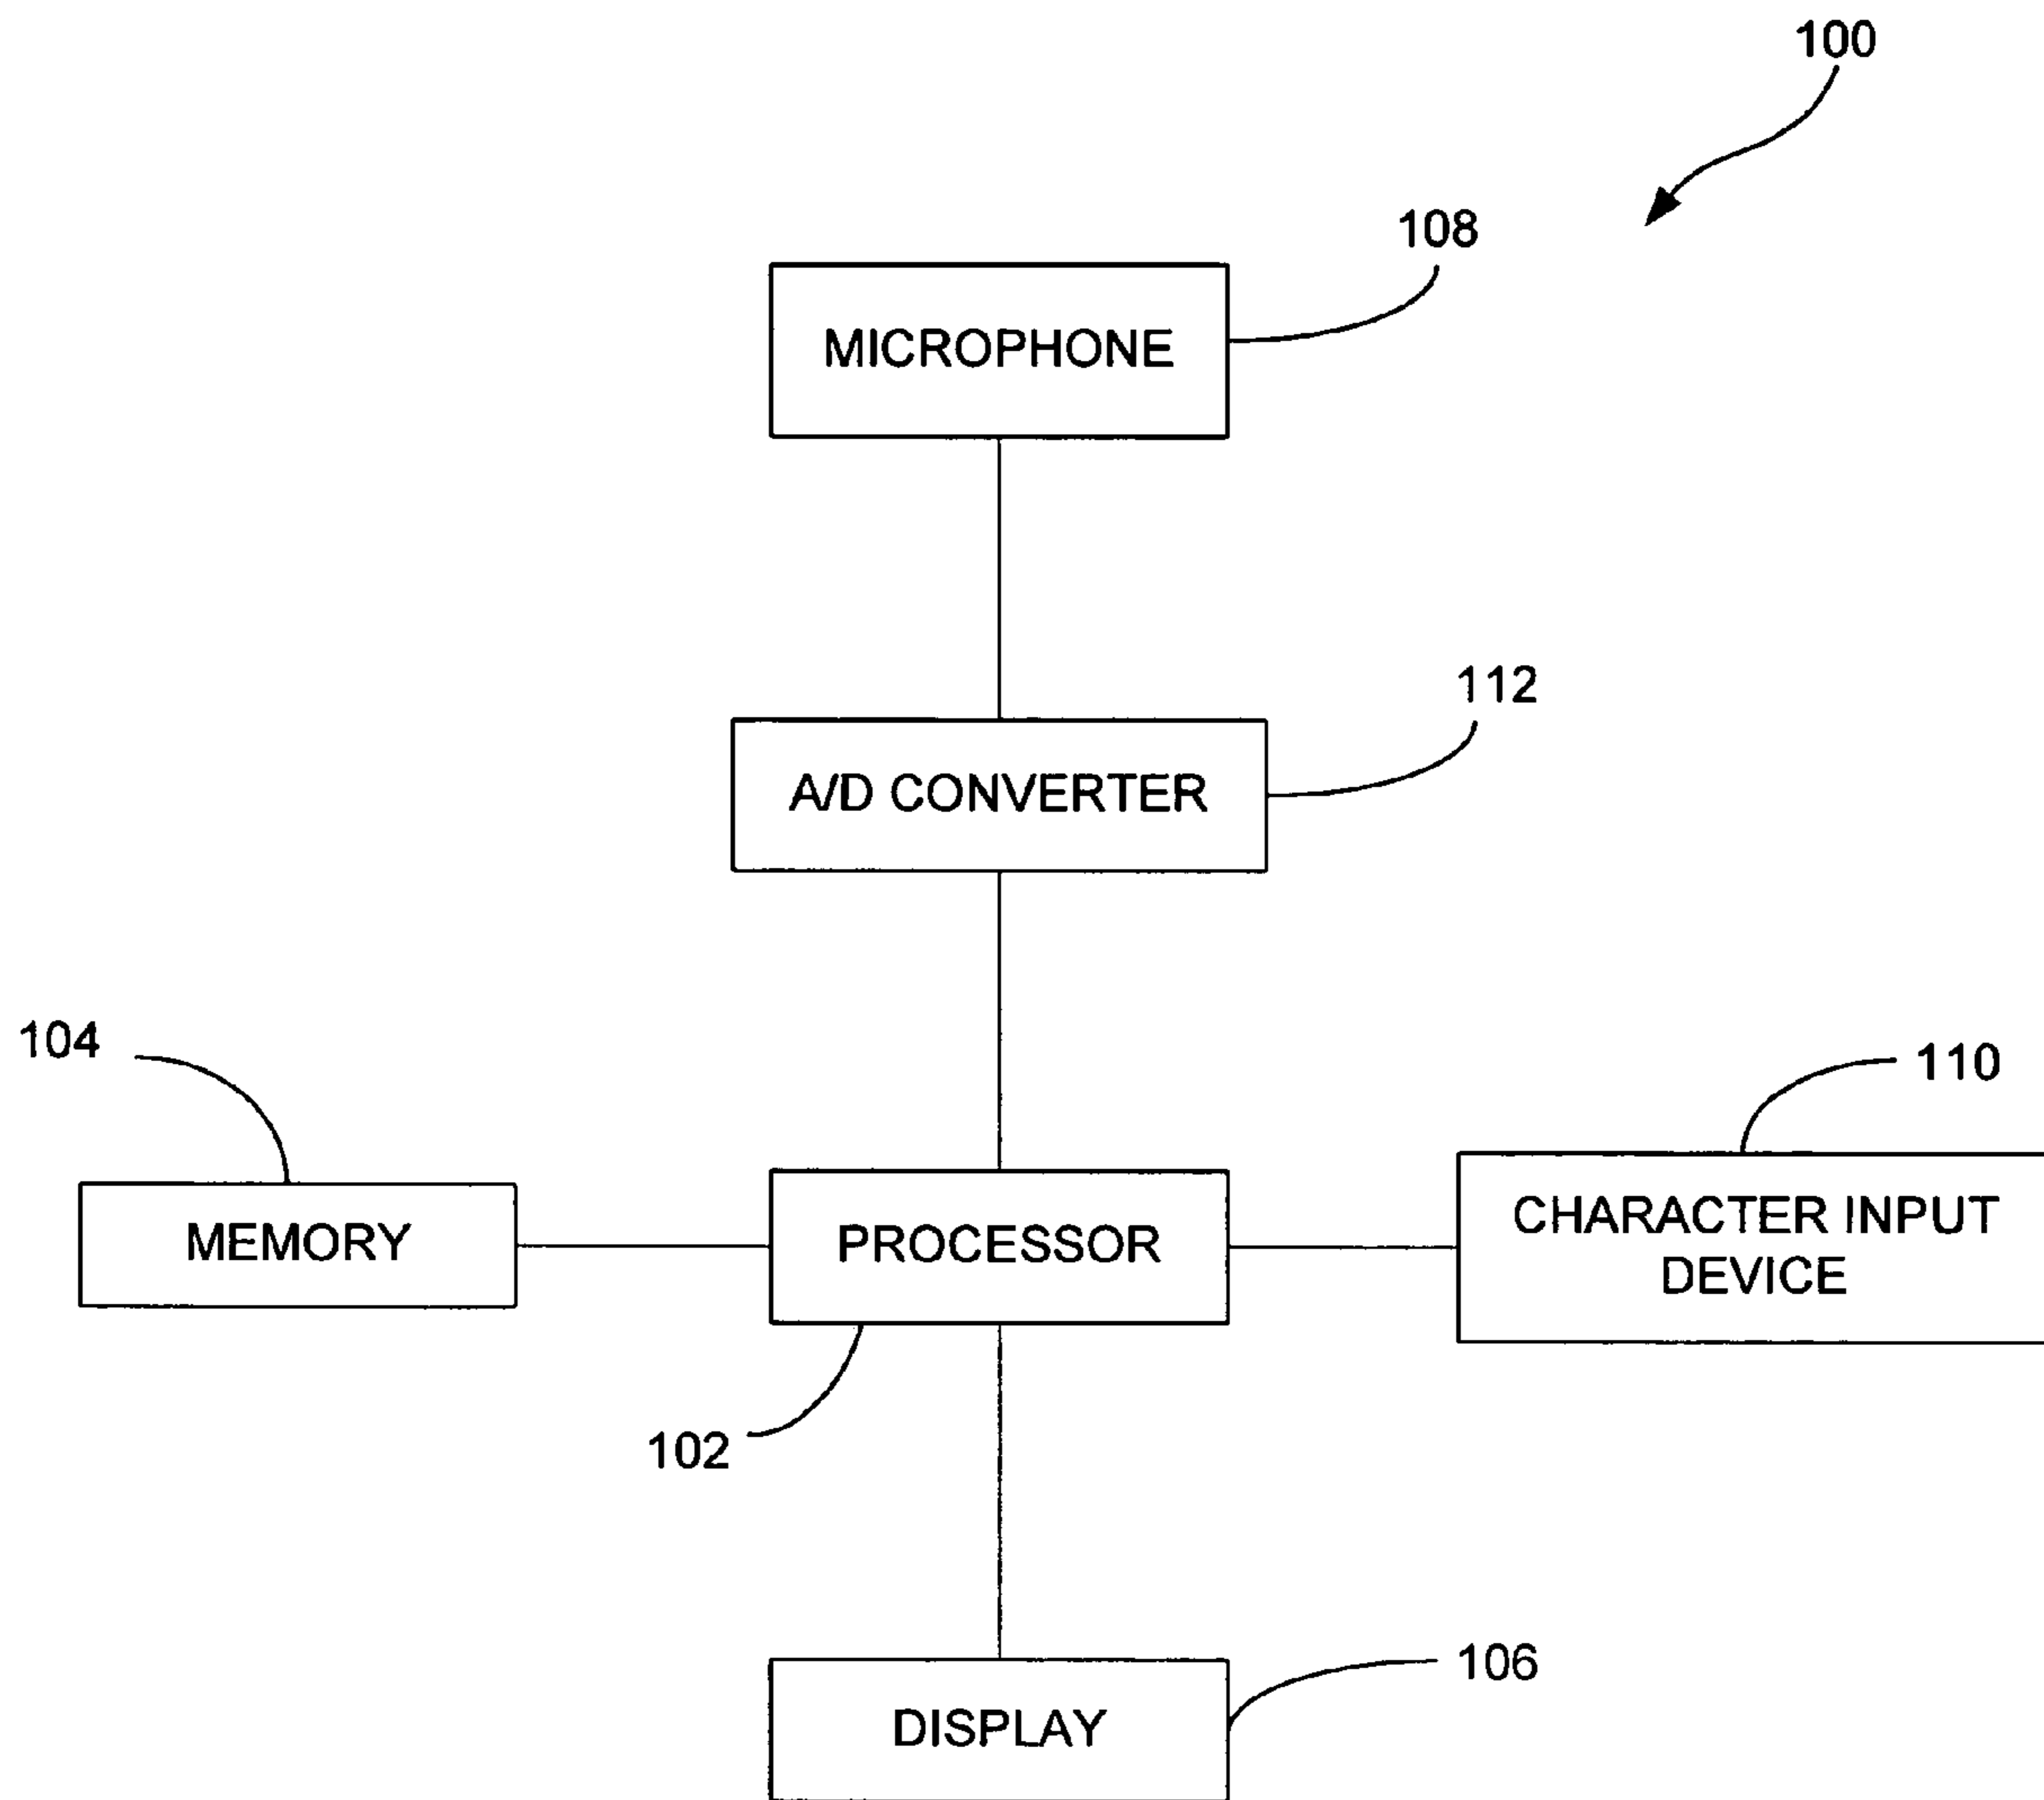 100
108
MICROPHONE
112
A/D CONVERTER
104
110
MEMORY
PROCESSOR
CHARACTER INPUT
DEVICE
102
106
DISPLAY